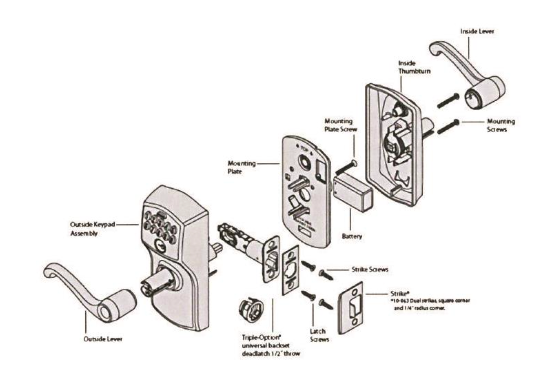 Inside Lever
Inside
Thumbturn
Mounting
Plate Screw
Mounting
Screws
Mounting
Plate
TOP
Battery
Outside Keypad
Assembly
Strike Screws
Strike*
*10-063 Dual strikes, square corner
and 1/4" radius corner.
Outside Lever
Latch
Screws
Triple-Option*
universal backset
deadlatch 1/2" throw